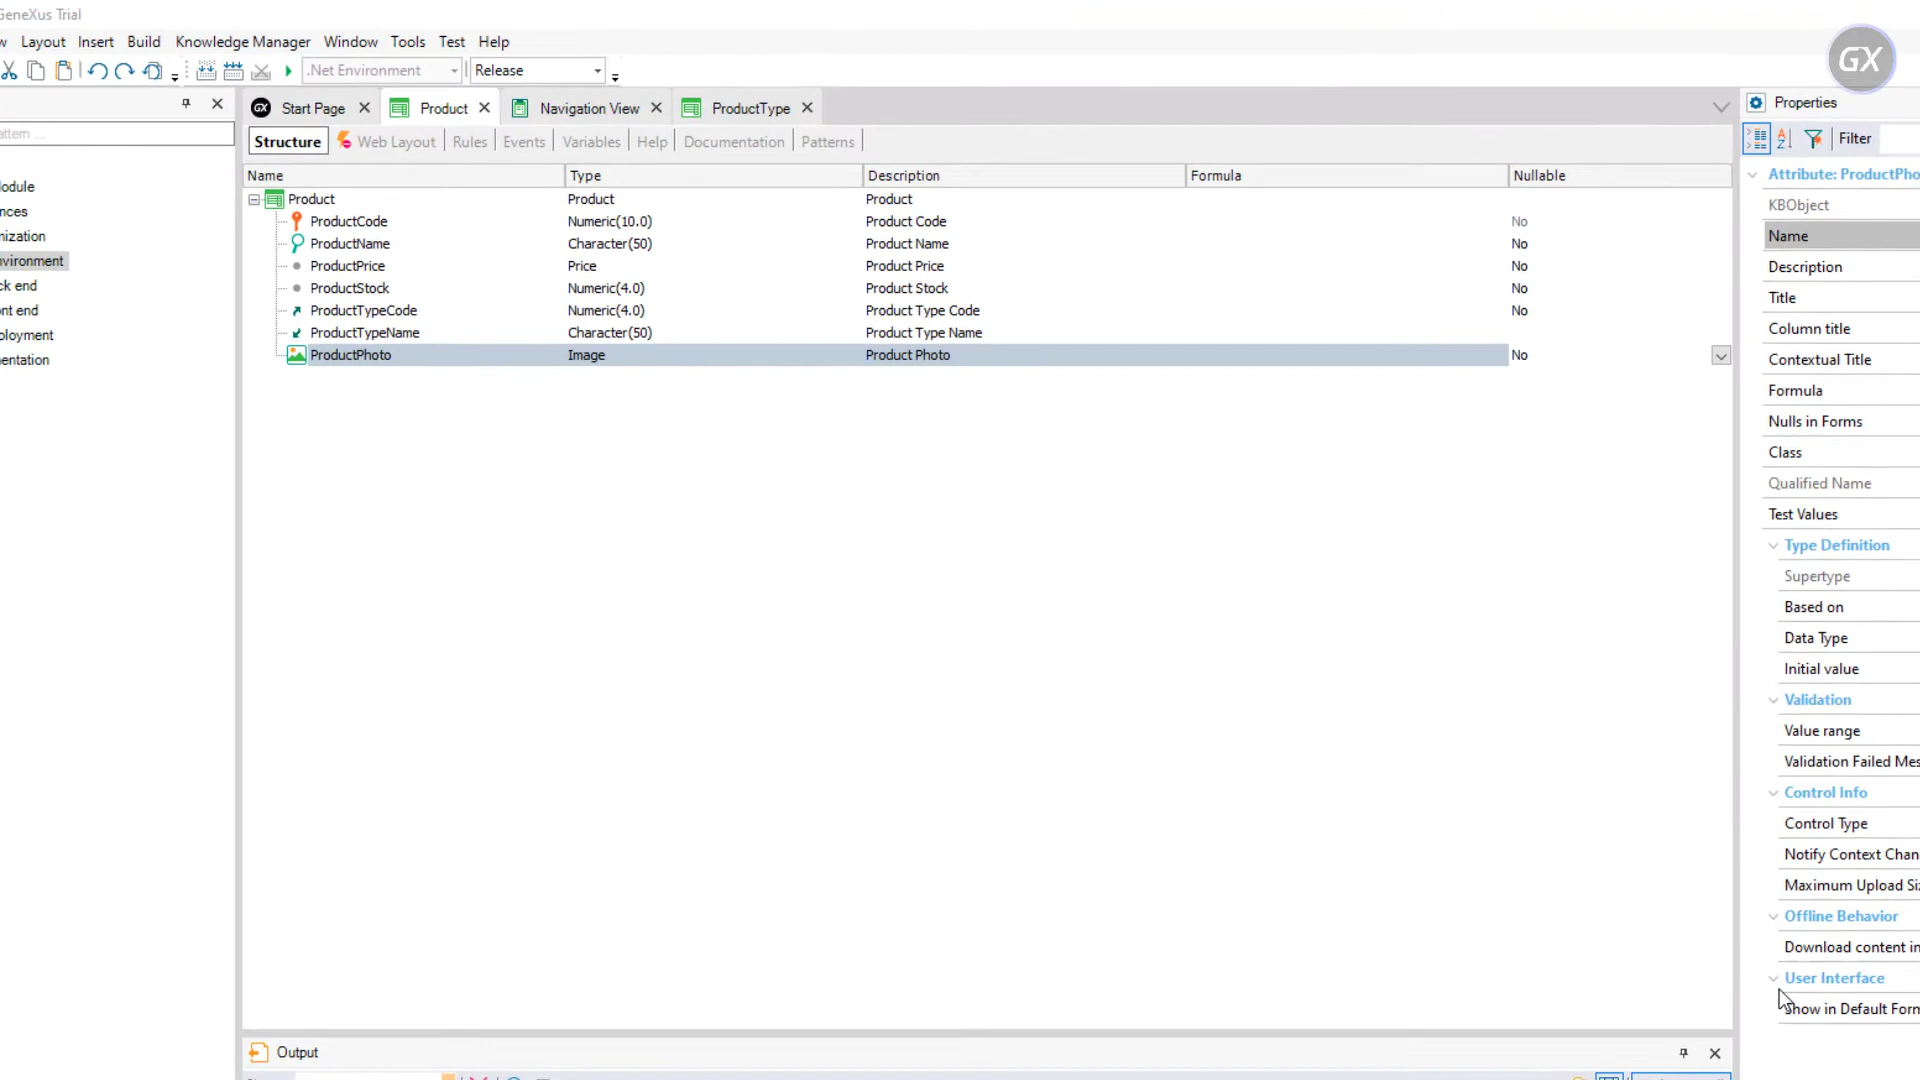 GeneXus Trial
w Layout Insert Build Knowledge Manager Window Tools Test Help
.Net Environment Release
GX
Start Page Product Navigation View ProductType
Properties
attern ...
Structure Web Layout Rules Events Variables Help Documentation Patterns
Filter
Name Type Description Formula Nullable
Attribute: ProductPho
odule
nces
mization
nvironment
ck end
ont end
ployment
mentation
Product Product Product
ProductCode Numeric(10.0) Product Code No
ProductName Character(50) Product Name No
ProductPrice Price Product Price No
ProductStock Numeric(4.0) Product Stock No
ProductTypeCode Numeric(4.0) Product Type Code No
ProductTypeName Character(50) Product Type Name
ProductPhoto Image Product Photo No
KBObject
Name
Description
Title
Column title
Contextual Title
Formula
Nulls in Forms
Class
Qualified Name
Test Values
Type Definition
Supertype
Based on
Data Type
Initial value
Validation
Value range
Validation Failed Mes
Control Info
Control Type
Notify Context Chan
Maximum Upload Siz
Offline Behavior
Download content in
User Interface
Show in Default Form
Output